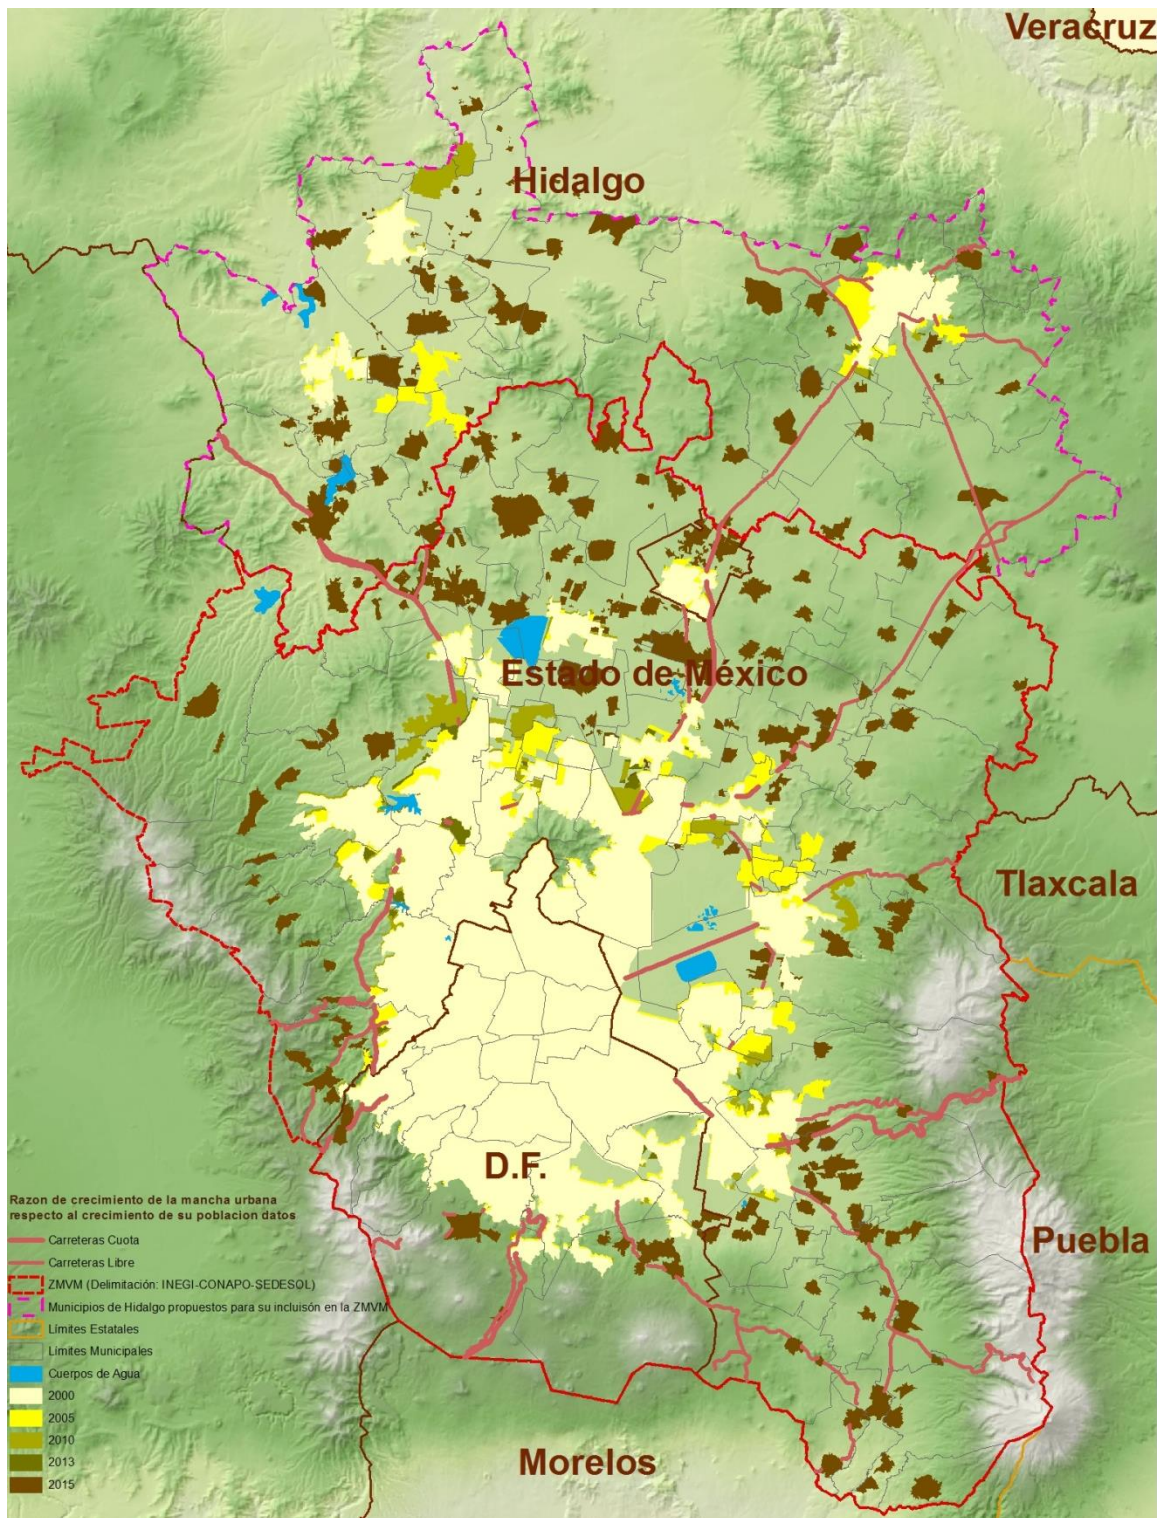 Veracruz
Hidalgo
Estado de México
Tlaxcala
D.F.
Puebla
Morelos
Razon de crecimiento de la mancha urbana
respecto al crecimiento de su poblacion datos
Carreteras Cuota
Carreteras Libre
ZMVM (Delimitación: INEGI-CONAPO-SEDESOL)
Municipios de Hidalgo propuestos para su inclusión en la ZMVM
Límites Estatales
Límites Municipales
Cuerpos de Agua
2000
2005
2010
2013
2015